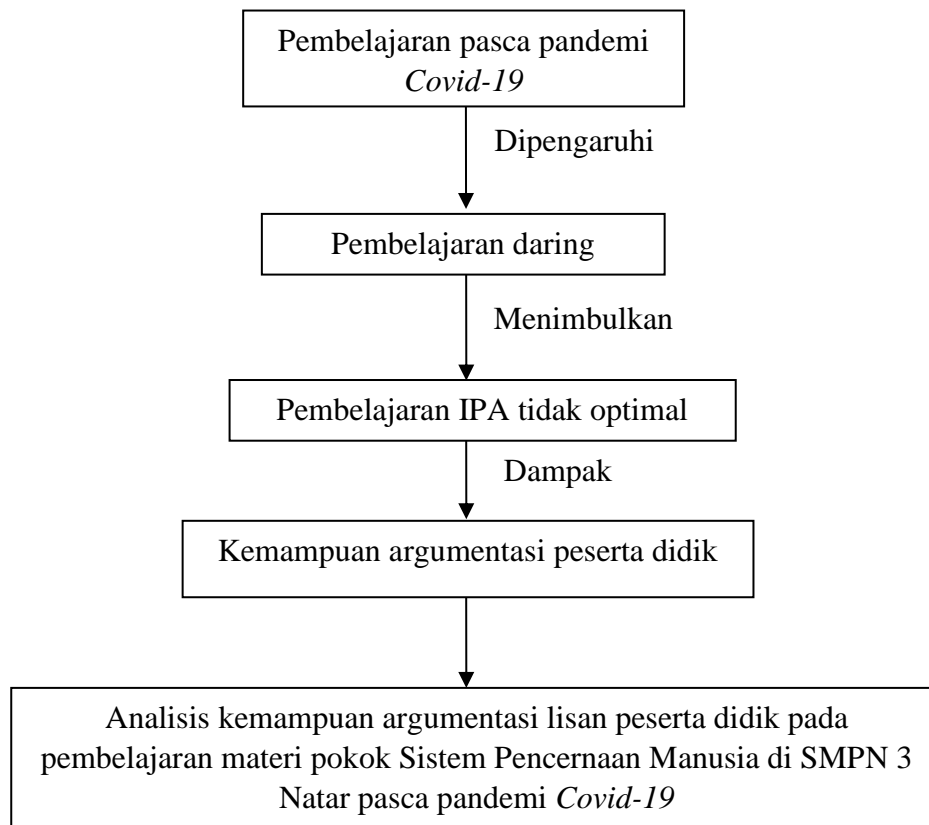 Pembelajaran pasca pandemi
Covid-19
Dipengaruhi
Pembelajaran daring
Menimbulkan
Pembelajaran IPA tidak optimal
Dampak
Kemampuan argumentasi peserta didik
Analisis kemampuan argumentasi lisan peserta didik pada
pembelajaran materi pokok Sistem Pencernaan Manusia di SMPN 3
Natar pasca pandemi Covid-19